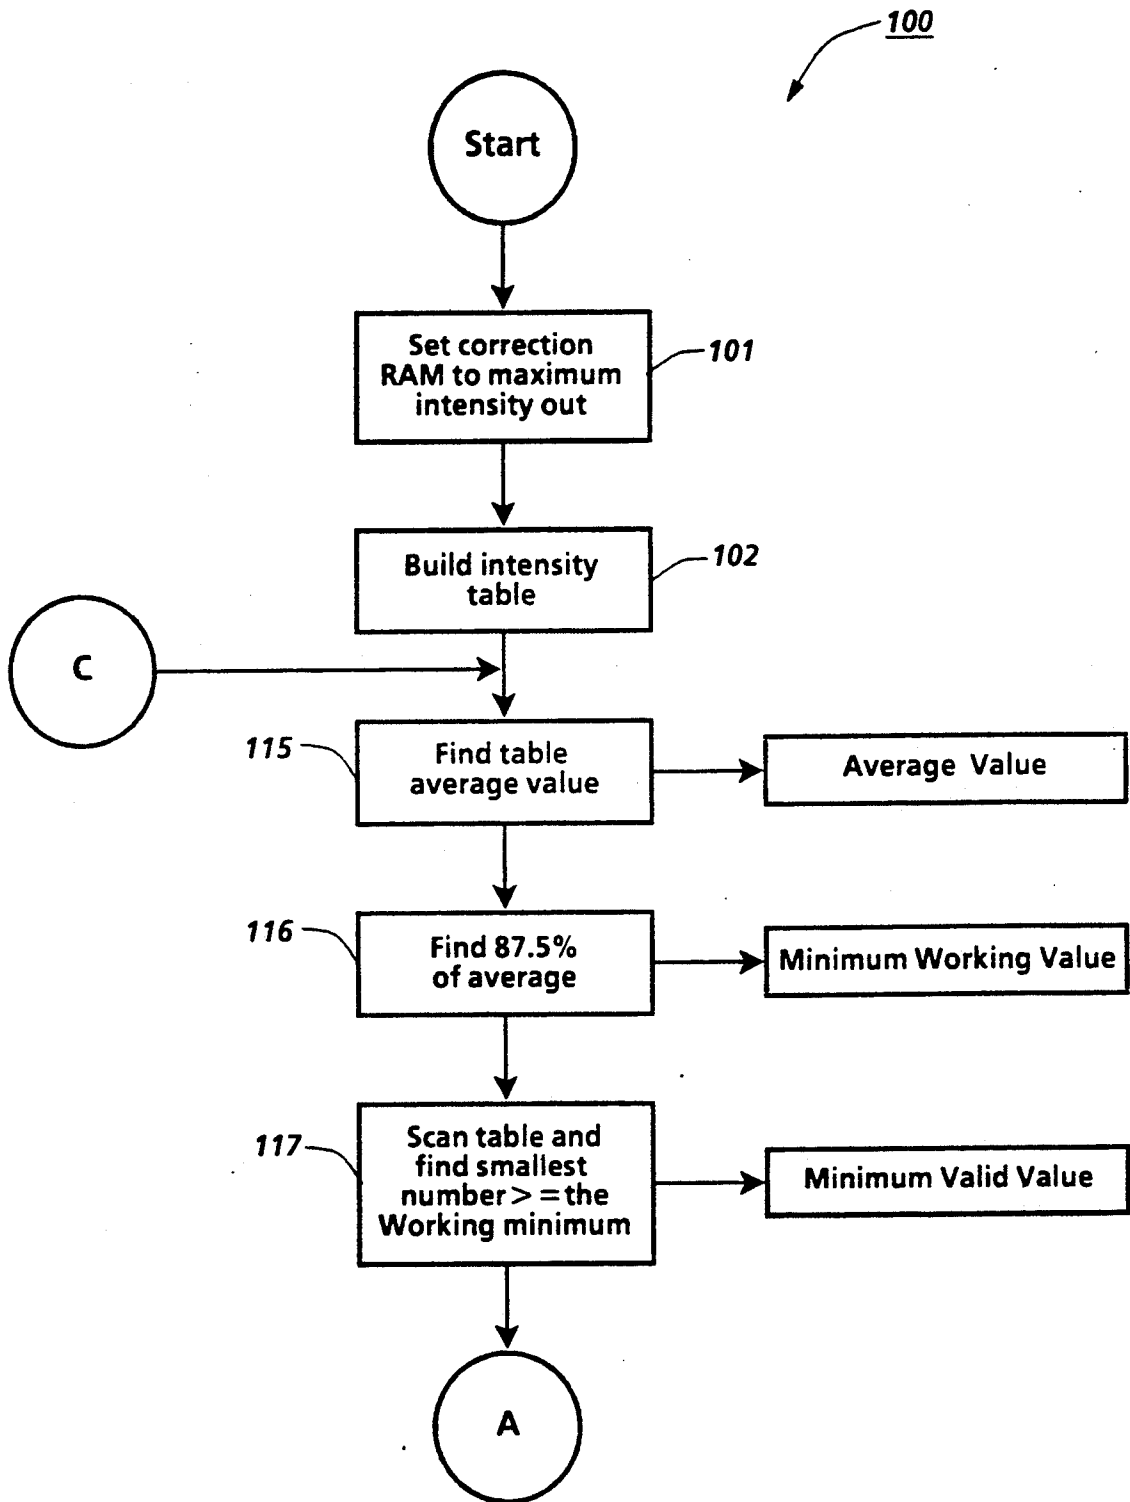 100
Start
Set correction
RAM to maximum
intensity out
101
Build intensity
table
102
C
115
Find table
average value
Average Value
116
Find 87.5%
of average
Minimum Working Value
117
Scan table and
find smallest
number > = the
Working minimum
Minimum Valid Value
A